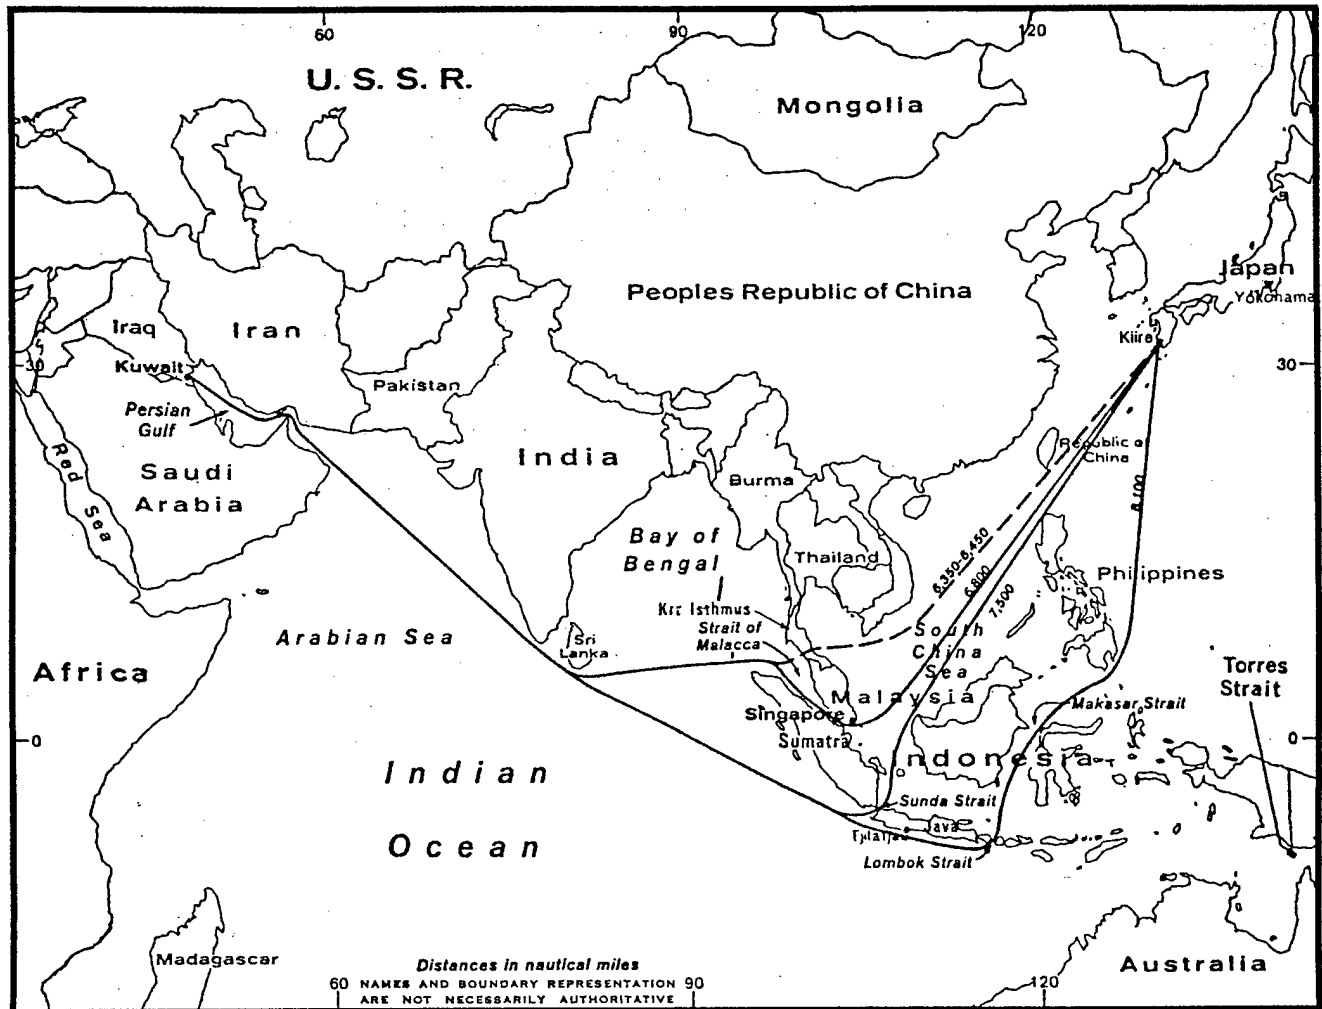 60
90
120
U. S. S. R.
Mongolia
Japan
Yokohama
Peoples Republic of China
Iraq
Iran
Kiire
30
Kuwait
30
Pakistan
Persian
Gulf
Republic
China
India
Red Sea
Saudi
Arabia
Burma
8,100
Bay of
Bengal
6,350-6,450
Thailand
6,800
Philippines
7,500
Isthmus
Strait of
Malacca
South
China
Sea
Arabian Sea
Sri
Lanka
Africa
Torres
Strait
Malaysia
Makasar Strait
Singapore
Sumatra
0
0
Indonesia
Indian
Ocean
Sunda Strait
Java
Lombok Strait
Madagascar
Australia
Distances in nautical miles
NAMES AND BOUNDARY REPRESENTATION
ARE NOT NECESSARILY AUTHORITATIVE
60
90
120